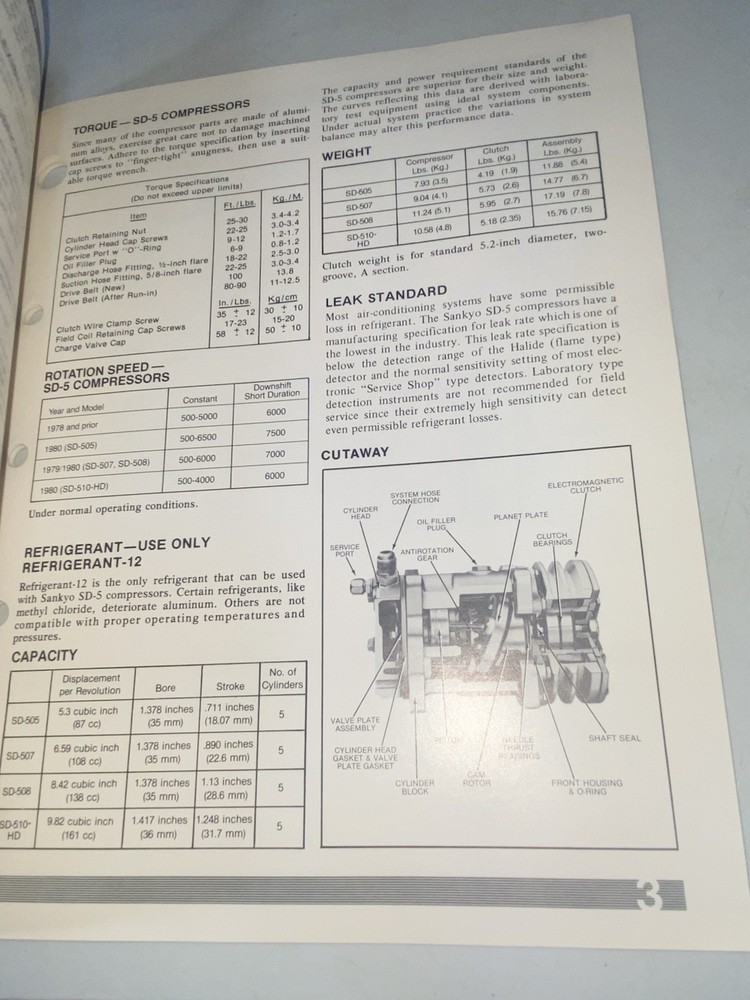 TORQUE — SD-5 COMPRESSORS
Since many of the compressor parts are made of alumi-
num alloys, exercise great care not to damage machined
surfaces. Adhere to the torque specification by inserting
cap screws to "finger-tight" snugness, then use a suit-
able torque wrench.
Torque Specifications
(Do not exceed upper limits)
Item Ft./Lbs. Kg./M.
Clutch Retaining Nut 25-30 3.4-4.2
Cylinder Head Cap Screws 22-25 3.0-3.4
Service Port w "O"-Ring 9-12 1.2-1.7
Oil Filler Plug 6-9 0.8-1.2
Discharge Hose Fitting, ½-inch flare 18-22 2.5-3.0
Suction Hose Fitting, 5/8-inch flare 22-25 3.0-3.4
Drive Belt (New) 100 13.8
Drive Belt (After Run-in) 80-90 11-12.5
In./Lbs. Kg/cm
Clutch Wire Clamp Screw 35 ± 12 30 ± 10
Field Coil Retaining Cap Screws 17-23 15-20
Charge Valve Cap 58 ± 12 50 ± 10
ROTATION SPEED —
SD-5 COMPRESSORS
Year and Model Constant Downshift
Short Duration
1978 and prior 500-5000 6000
1980 (SD-505) 500-6500 7500
1979/1980 (SD-507, SD-508) 500-6000 7000
1980 (SD-510-HD) 500-4000 6000
Under normal operating conditions.
REFRIGERANT—USE ONLY
REFRIGERANT-12
Refrigerant-12 is the only refrigerant that can be used
with Sankyo SD-5 compressors. Certain refrigerants, like
methyl chloride, deteriorate aluminum. Others are not
compatible with proper operating temperatures and
pressures.
CAPACITY
Displacement
per Revolution Bore Stroke No. of
Cylinders
SD-505 5.3 cubic inch
(87 cc) 1.378 inches
(35 mm) .711 inches
(18.07 mm) 5
SD-507 6.59 cubic inch
(108 cc) 1.378 inches
(35 mm) .890 inches
(22.6 mm) 5
SD-508 8.42 cubic inch
(138 cc) 1.378 inches
(35 mm) 1.13 inches
(28.6 mm) 5
SD-510-
HD 9.82 cubic inch
(161 cc) 1.417 inches
(36 mm) 1.248 inches
(31.7 mm) 5
The capacity and power requirement standards of the
SD-5 compressors are superior for their size and weight.
The curves reflecting this data are derived with labora-
tory test equipment using ideal system components.
Under actual system practice the variations in system
balance may alter this performance data.
WEIGHT
Compressor
Lbs. (Kg.) Clutch
Lbs. (Kg.) Assembly
Lbs. (Kg.)
SD-505 7.93 (3.5) 4.19 (1.9) 11.88 (5.4)
SD-507 9.04 (4.1) 5.73 (2.6) 14.77 (6.7)
SD-508 11.24 (5.1) 5.95 (2.7) 17.19 (7.8)
SD-510-
HD 10.58 (4.8) 5.18 (2.35) 15.76 (7.15)
Clutch weight is for standard 5.2-inch diameter, two-
groove, A section.
LEAK STANDARD
Most air-conditioning systems have some permissible
loss in refrigerant. The Sankyo SD-5 compressors have a
manufacturing specification for leak rate which is one of
the lowest in the industry. This leak rate specification is
below the detection range of the Halide (flame type)
detector and the normal sensitivity setting of most elec-
tronic "Service Shop" type detectors. Laboratory type
detection instruments are not recommended for field
service since their extremely high sensitivity can detect
even permissible refrigerant losses.
CUTAWAY
SYSTEM HOSE
CONNECTION
ELECTROMAGNETIC
CLUTCH
CYLINDER
HEAD
OIL FILLER
PLUG
PLANET PLATE
SERVICE
PORT
ANTIROTATION
GEAR
CLUTCH
BEARINGS
VALVE PLATE
ASSEMBLY
PISTON
NEEDLE
THRUST
BEARINGS
SHAFT SEAL
CYLINDER HEAD
GASKET & VALVE
PLATE GASKET
CYLINDER
BLOCK
CAM
ROTOR
FRONT HOUSING
& O-RING
3